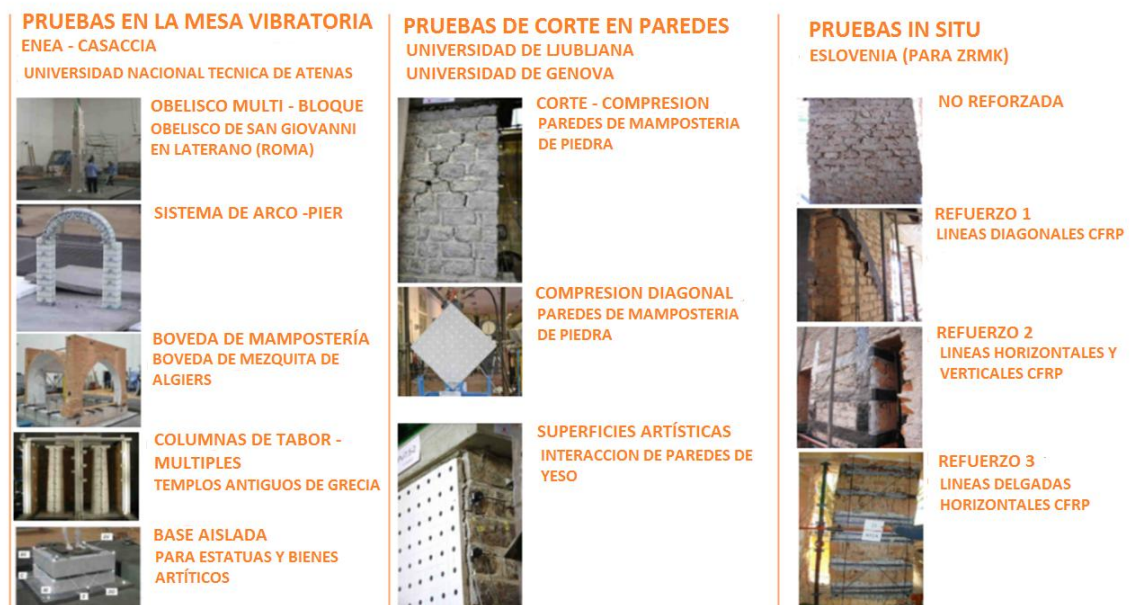 PRUEBAS EN LA MESA VIBRATORIA
ENEA - CASACCIA
UNIVERSIDAD NACIONAL TECNICA DE ATENAS
OBELISCO MULTI - BLOQUE
OBELISCO DE SAN GIOVANNI
EN LATERANO (ROMA)
SISTEMA DE ARCO -PIER
BOVEDA DE MAMPOSTERÍA
BOVEDA DE MEZQUITA DE
ALGIERS
COLUMNAS DE TABOR -
MULTIPLES
TEMPLOS ANTIGUOS DE GRECIA
BASE AISLADA
PARA ESTATUAS Y BIENES
ARTÍTICOS
PRUEBAS DE CORTE EN PAREDES
UNIVERSIDAD DE LJUBLJANA
UNIVERSIDAD DE GENOVA
CORTE - COMPRESION
PAREDES DE MAMPOSTERIA
DE PIEDRA
COMPRESION DIAGONAL
PAREDES DE MAMPOSTERIA
DE PIEDRA
SUPERFICIES ARTÍSTICAS
INTERACCION DE PAREDES DE
YESO
PRUEBAS IN SITU
ESLOVENIA (PARA ZRMK)
NO REFORZADA
REFUERZO 1
LINEAS DIAGONALES CFRP
REFUERZO 2
LINEAS HORIZONTALES Y
VERTICALES CFRP
REFUERZO 3
LINEAS DELGADAS
HORIZONTALES CFRP